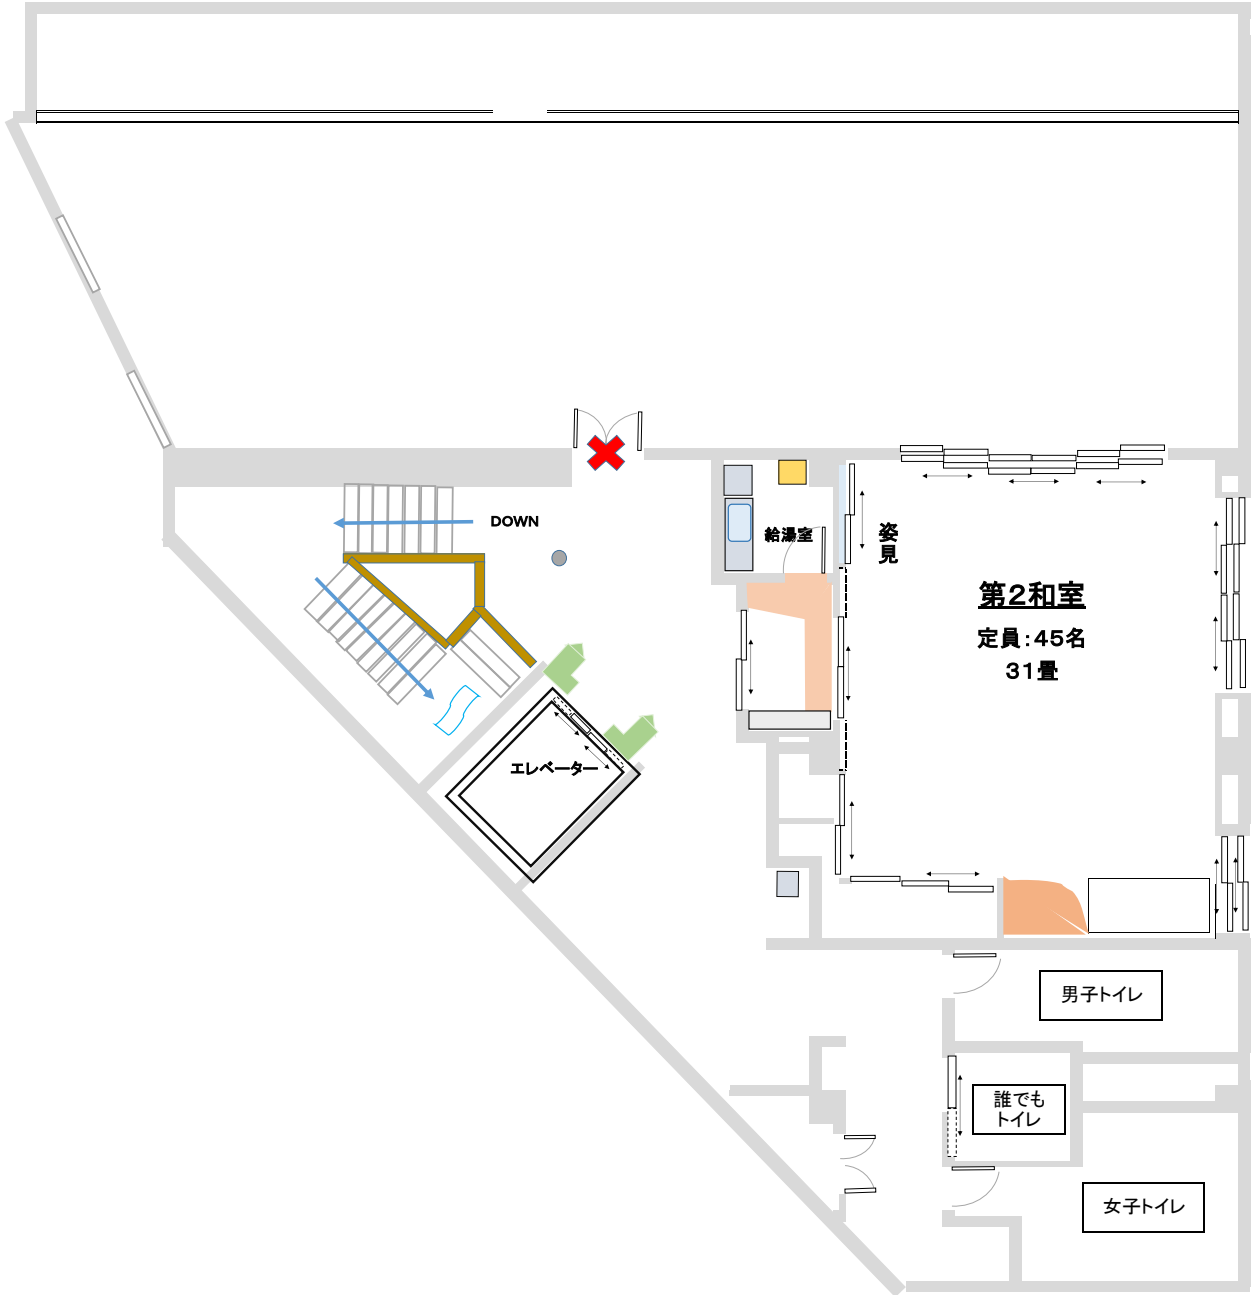 DOWN
給湯室
姿
見
第２和室
定員：４５名
３１畳
エレベーター
男子トイレ
誰でも
トイレ
女子トイレ